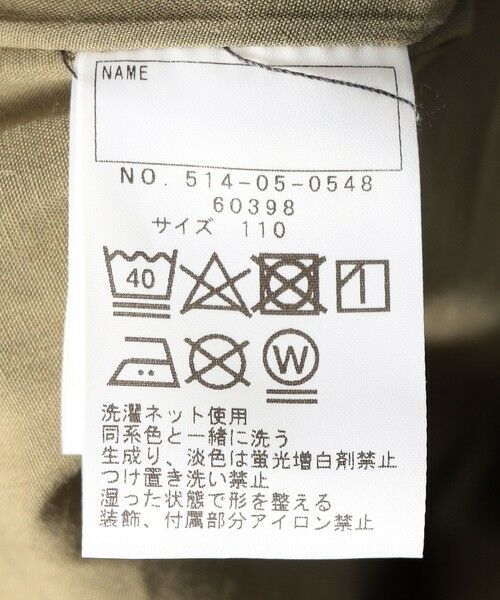 NAME
NO. 514-05-0548
60398
サイズ 110
40
W
洗濯ネット使用
同系色と一緒に洗う
生成り、淡色は蛍光増白剤禁止
つけ置き洗い禁止
湿った状態で形を整える
装飾、付属部分アイロン禁止